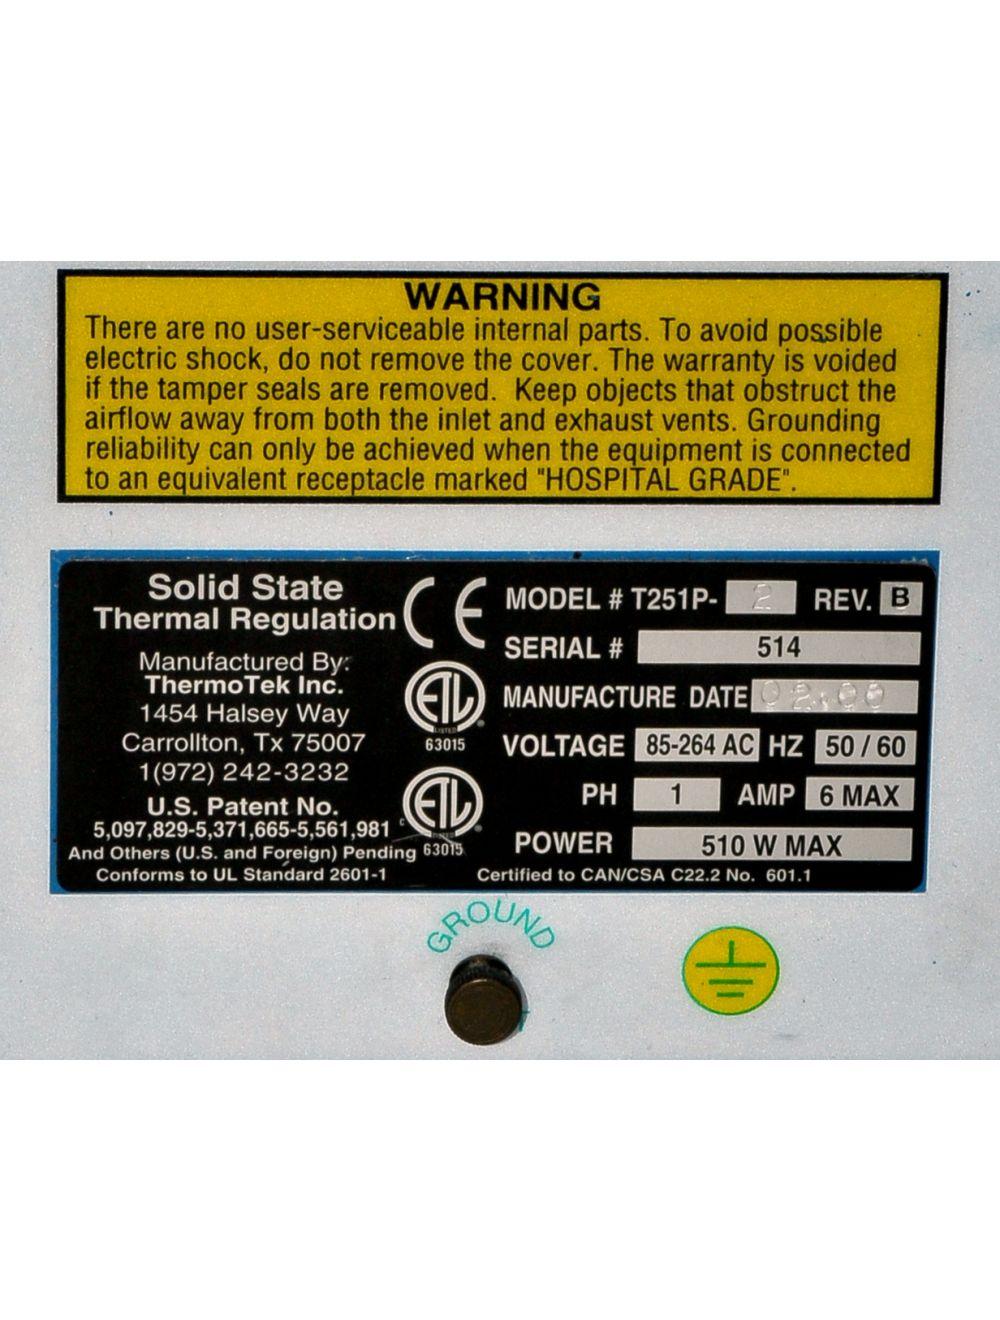 WARNING
There are no user-serviceable internal parts. To avoid possible
electric shock, do not remove the cover. The warranty is voided
if the tamper seals are removed. Keep objects that obstruct the
airflow away from both the inlet and exhaust vents. Grounding
reliability can only be achieved when the equipment is connected
to an equivalent receptacle marked "HOSPITAL GRADE".
Solid State
Thermal Regulation
Manufactured By:
ThermoTek Inc.
1454 Halsey Way
Carrollton, Tx 75007
1(972) 242-3232
U.S. Patent No.
5,097,829-5,371,665-5,561,981
And Others (U.S. and Foreign) Pending
Conforms to UL Standard 2601-1
CE
ETL
LISTED
63015
C
ETL
LISTED
63015
MODEL # T251P- 2 REV. B
SERIAL # 514
MANUFACTURE DATE 02.00
VOLTAGE 85-264 AC HZ 50 / 60
PH 1 AMP 6 MAX
POWER 510 W MAX
Certified to CAN/CSA C22.2 No. 601.1
GROUND